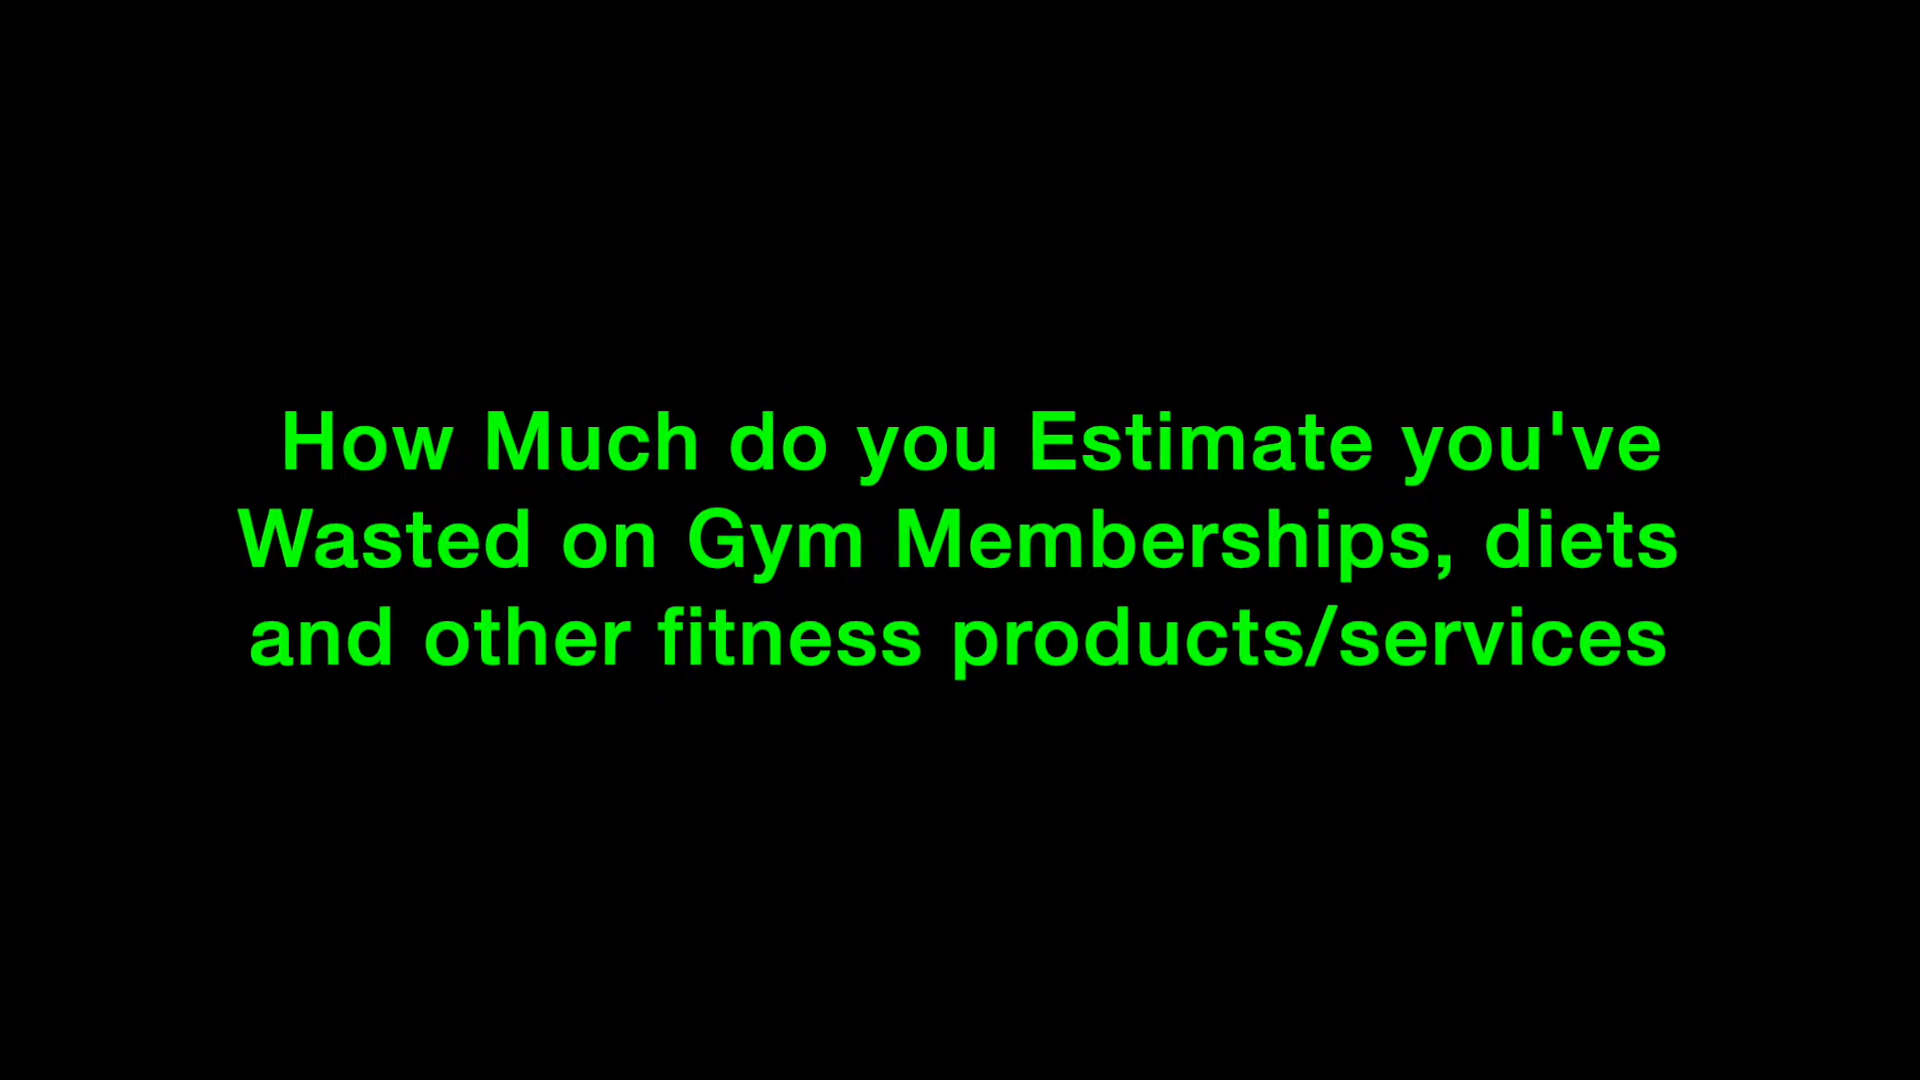 How Much do you Estimate you've
Wasted on Gym Memberships, diets
and other fitness products/services